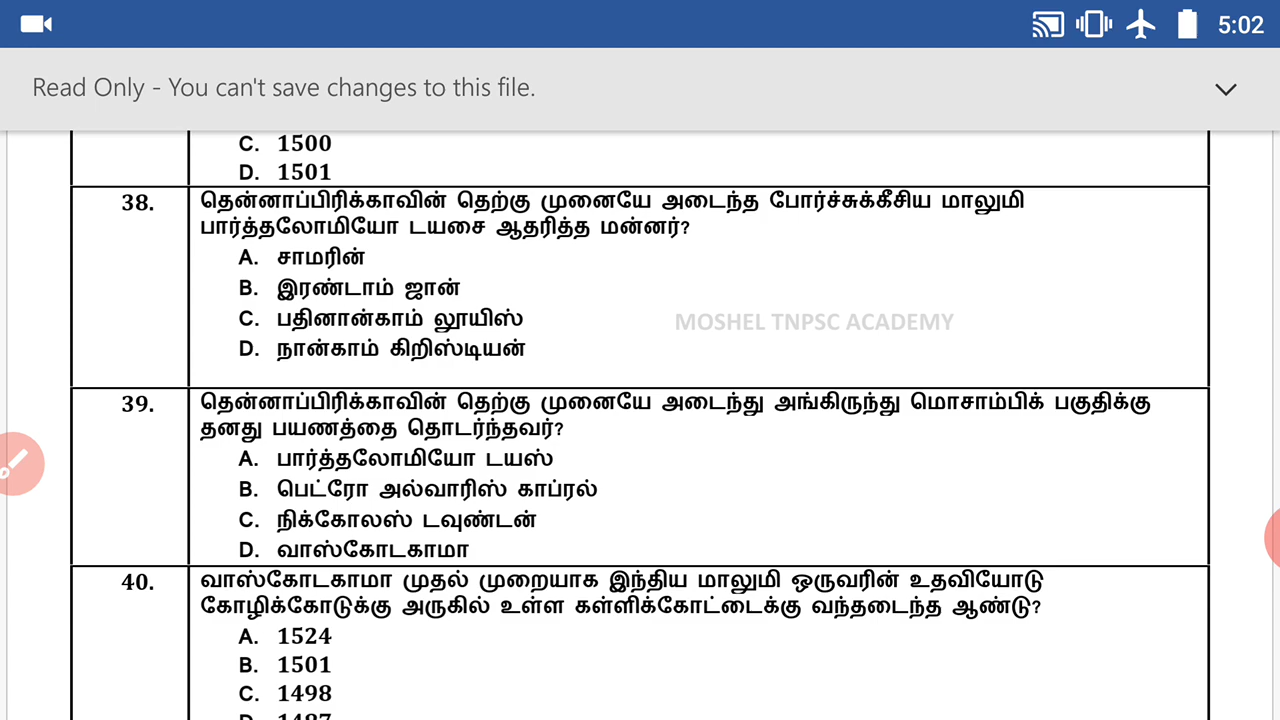 5:02
Read Only - You can't save changes to this file.
C. 1500
D. 1501
38. தென்னாப்பிரிக்காவின் தெற்கு முனையே அடைந்த போர்ச்சுக்கீசிய மாலுமி
பார்த்தலோமியோ டயசை ஆதரித்த மன்னர்?
A. சாமரின்
B. இரண்டாம் ஜான்
C. பதினான்காம் லூயிஸ்
MOSHEL TNPSC ACADEMY
D. நான்காம் கிறிஸ்டியன்
39. தென்னாப்பிரிக்காவின் தெற்கு முனையே அடைந்து அங்கிருந்து மொசாம்பிக் பகுதிக்கு
தனது பயணத்தை தொடர்ந்தவர்?
A. பார்த்தலோமியோ டயஸ்
B. பெட்ரோ அல்வாரிஸ் காப்ரல்
C. நிக்கோலஸ் டவுண்டன்
D. வாஸ்கோடகாமா
40. வாஸ்கோடகாமா முதல் முறையாக இந்திய மாலுமி ஒருவரின் உதவியோடு
கோழிக்கோடுக்கு அருகில் உள்ள கள்ளிக்கோட்டைக்கு வந்தடைந்த ஆண்டு?
A. 1524
B. 1501
C. 1498
D. 1487